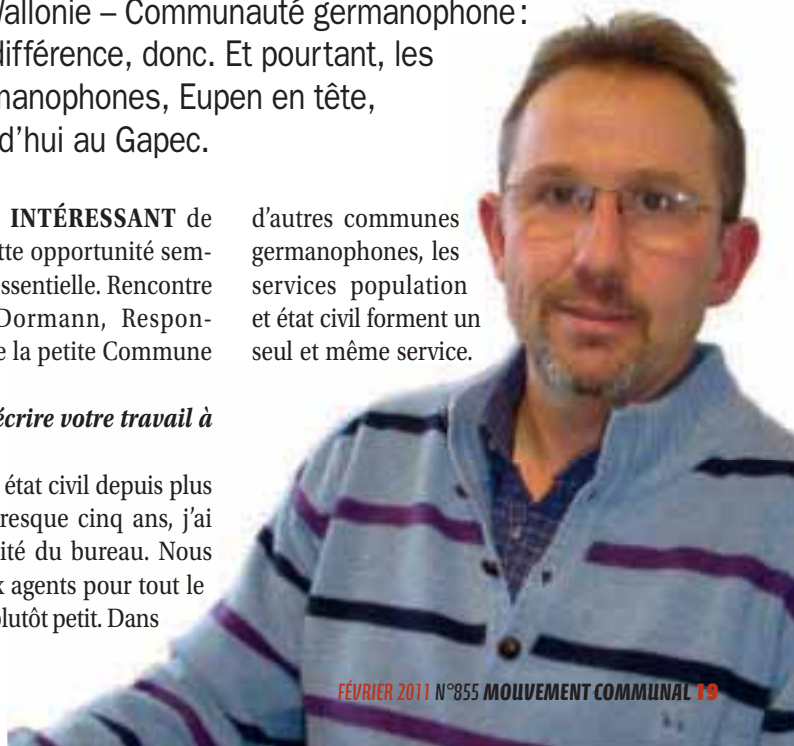 Wallonie – Communauté germanophone :
différence, donc. Et pourtant, les
manophones, Eupen en tête,
d’hui au Gapec.
INTÉRESSANT de
tte opportunité sem-
essentielle. Rencontre
Dormann, Respon-
e la petite Commune
écrire votre travail à
état civil depuis plus
resque cinq ans, j’ai
ité du bureau. Nous
x agents pour tout le
plutôt petit. Dans
d’autres communes
germanophones, les
services population
et état civil forment un
seul et même service.
FÉVRIER 2011 N°855 MOUVEMENT COMMUNAL 19